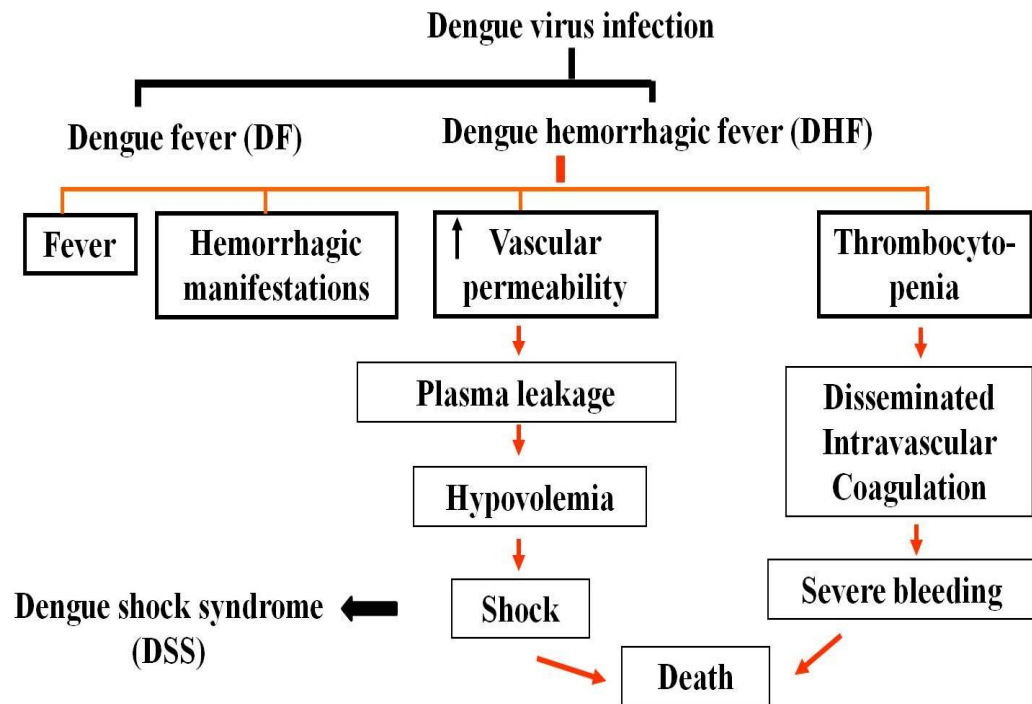 Dengue virus infection
Dengue fever (DF)
Dengue hemorrhagic fever (DHF)
Fever
Hemorrhagic
manifestations
↑ Vascular
permeability
Thrombocyto-
penia
Plasma leakage
Disseminated
Intravascular
Coagulation
Hypovolemia
Severe bleeding
Shock
Dengue shock syndrome
(DSS)
Death